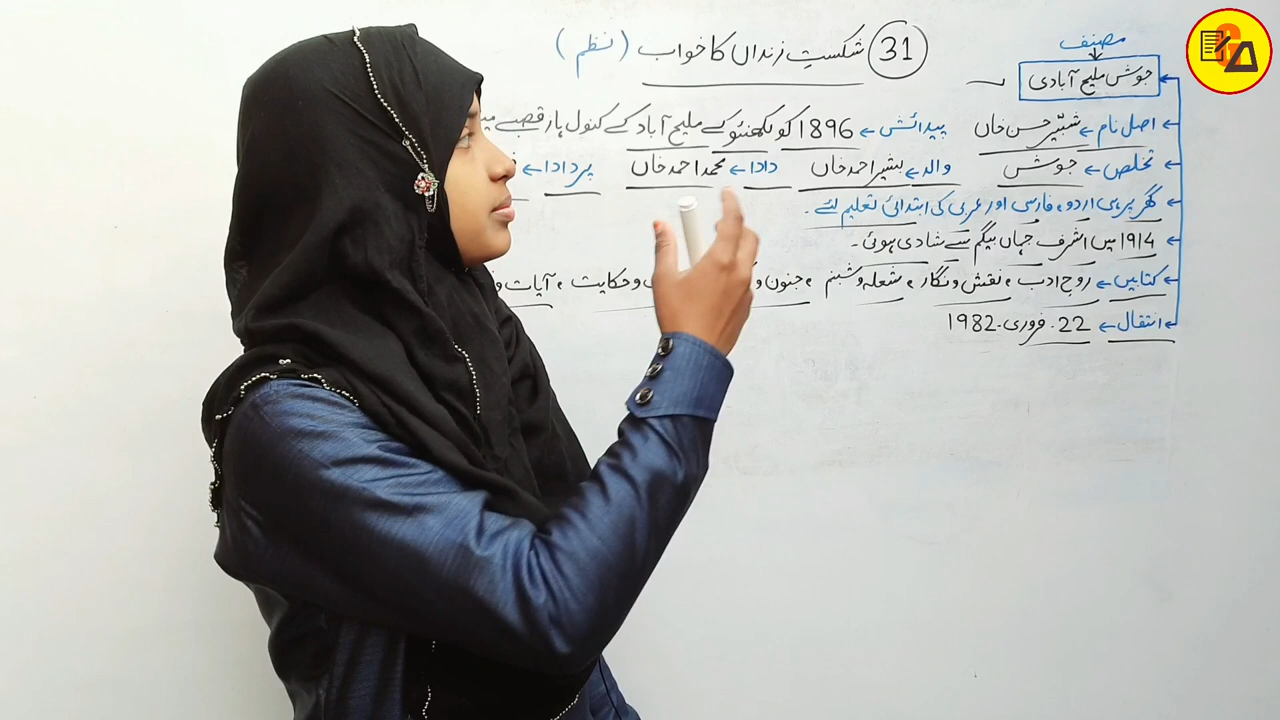 31 شکستِ زنداں کا خواب (نظم)
مصنف
جوش ملیح آبادی
اصل نام ← شبیر حسن خاں پیدائش ← 1896 کو لکھنئو کے ملیح آباد کے کنول ہار قصبے
تخلص ← جوش والد ← بشیر احمد خاں دادا ← محمد احمد خاں پردادا ←
گھر پر ہی اردو، فارسی اور عربی کی ابتدائی تعلیم لئے۔
1914 میں اشرف جہاں بیگم سے شادی ہوئی۔
کتابیں ← روح ادب، نقش و نگار، شعلہ و شبنم، جنون و و حکایت، آیات و
انتقال ← 22۔ فروری۔ 1982